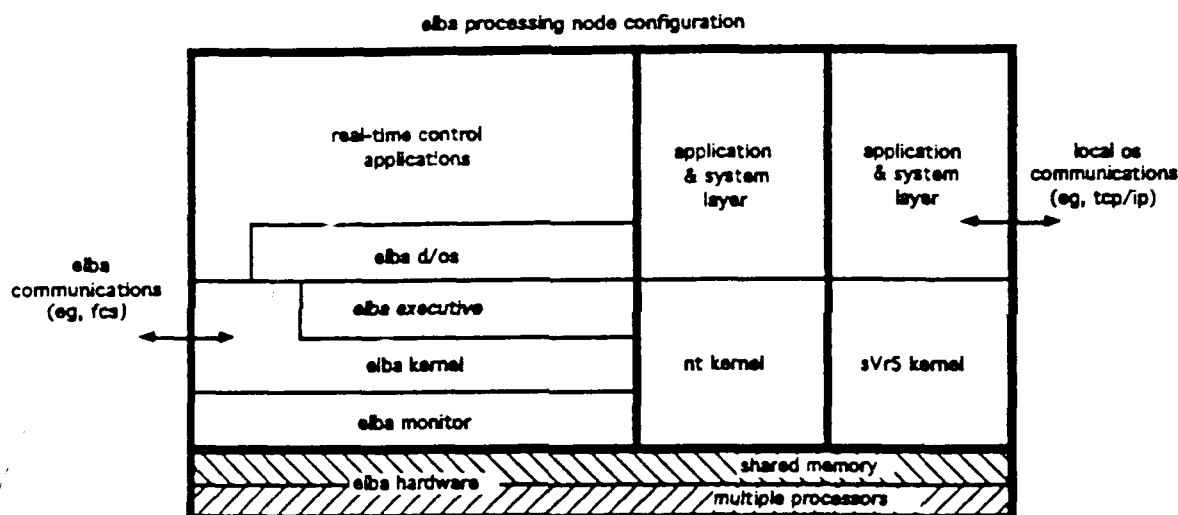 elba processing node configuration
real-time control
applications
application
& system
layer
application
& system
layer
local os
communications
(eg, tcp/ip)
elba d/os
elba
communications
(eg, fcs)
elba executive
elba kernel
nt kernel
sVr5 kernel
elba monitor
shared memory
elba hardware
multiple processors